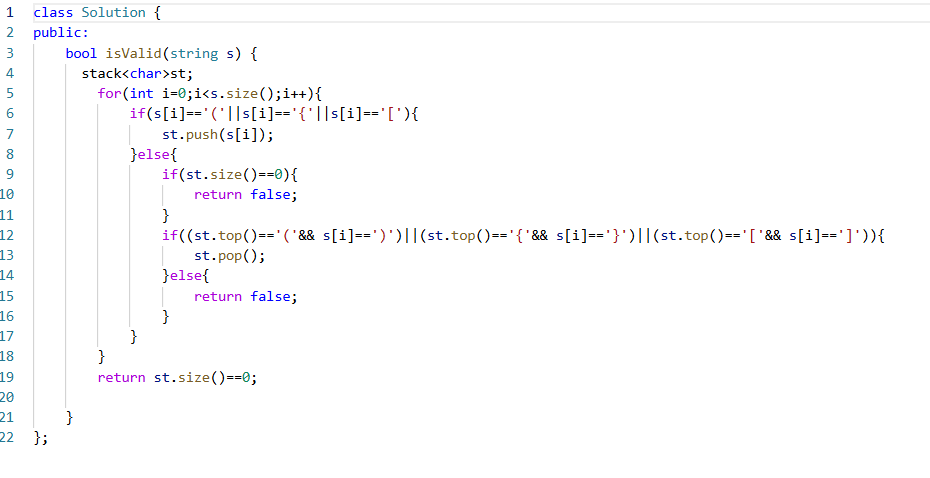 1 class Solution {
2 public:
3     bool isValid(string s) {
4       stack<char>st;
5         for(int i=0;i<s.size();i++){
6             if(s[i]=='('||s[i]=='{'||s[i]=='['){
7                 st.push(s[i]);
8             }else{
9                 if(st.size()==0){
10                     return false;
11                 }
12                 if((st.top()=='('&& s[i]==')')||(st.top()=='{'&& s[i]=='}')||(st.top()=='['&& s[i]==']')){
13                     st.pop();
14                 }else{
15                     return false;
16                 }
17             }
18         }
19         return st.size()==0;
20
21     }
22 };